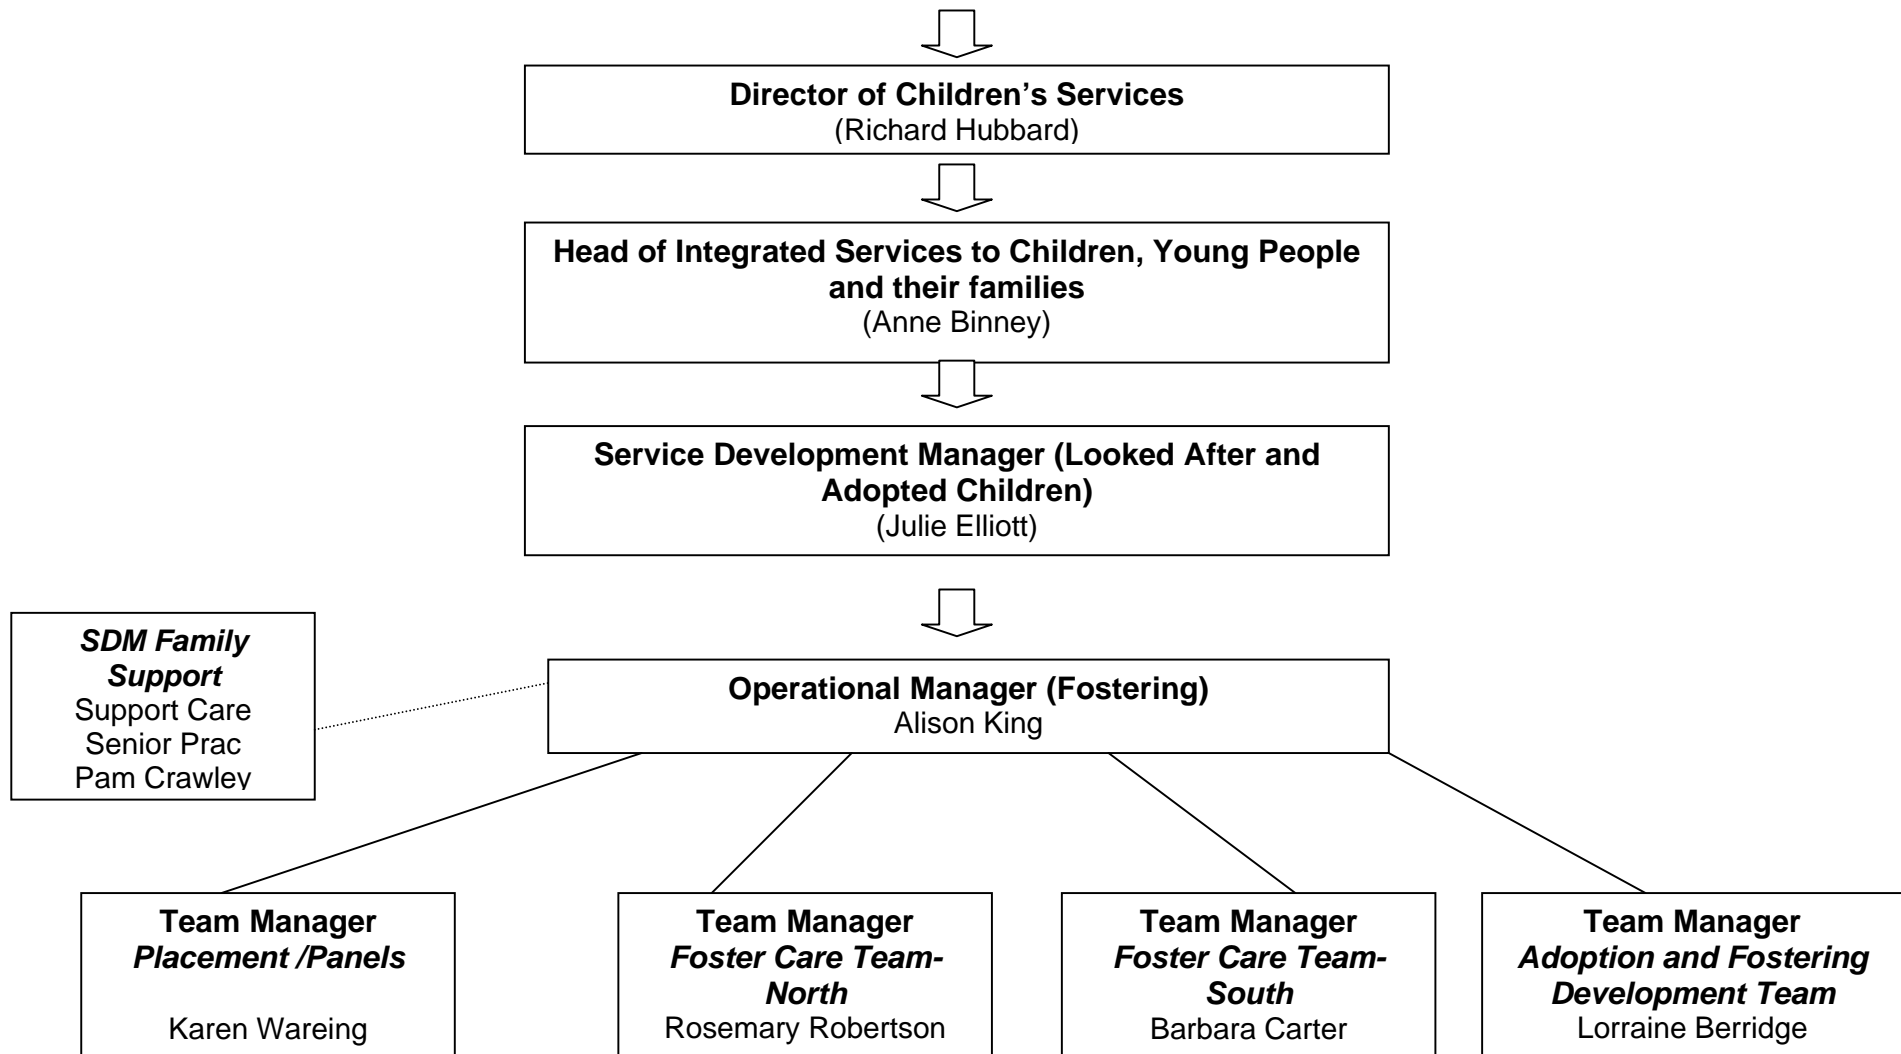 Director of Children’s Services
(Richard Hubbard)
Head of Integrated Services to Children, Young People
and their families
(Anne Binney)
Service Development Manager (Looked After and
Adopted Children)
(Julie Elliott)
SDM Family
Support
Support Care
Senior Prac
Pam Crawley
Operational Manager (Fostering)
Alison King
Team Manager
Placement /Panels
Karen Wareing
Team Manager
Foster Care Team-
North
Rosemary Robertson
Team Manager
Foster Care Team-
South
Barbara Carter
Team Manager
Adoption and Fostering
Development Team
Lorraine Berridge